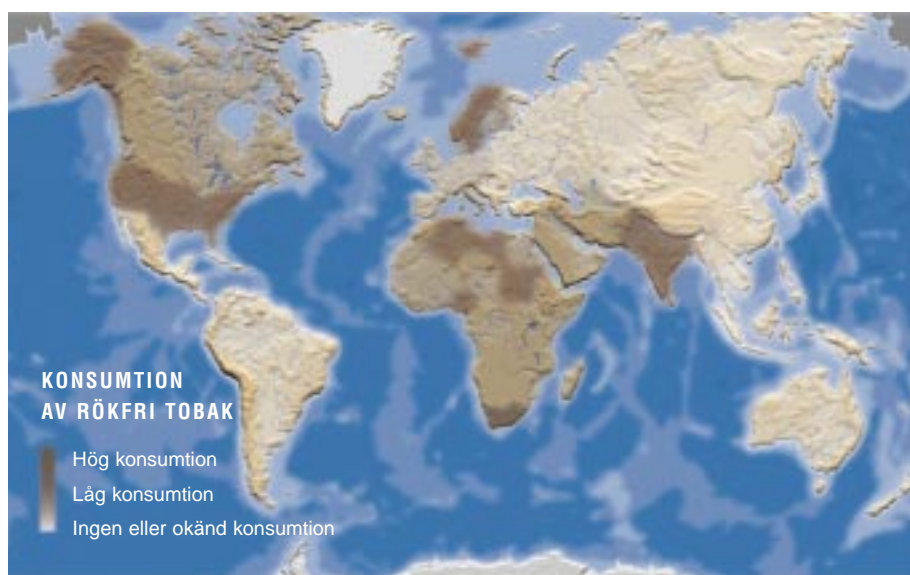 KONSUMTION
AV RÖKFRI TOBAK
Hög konsumtion
Låg konsumtion
Ingen eller okänd konsumtion